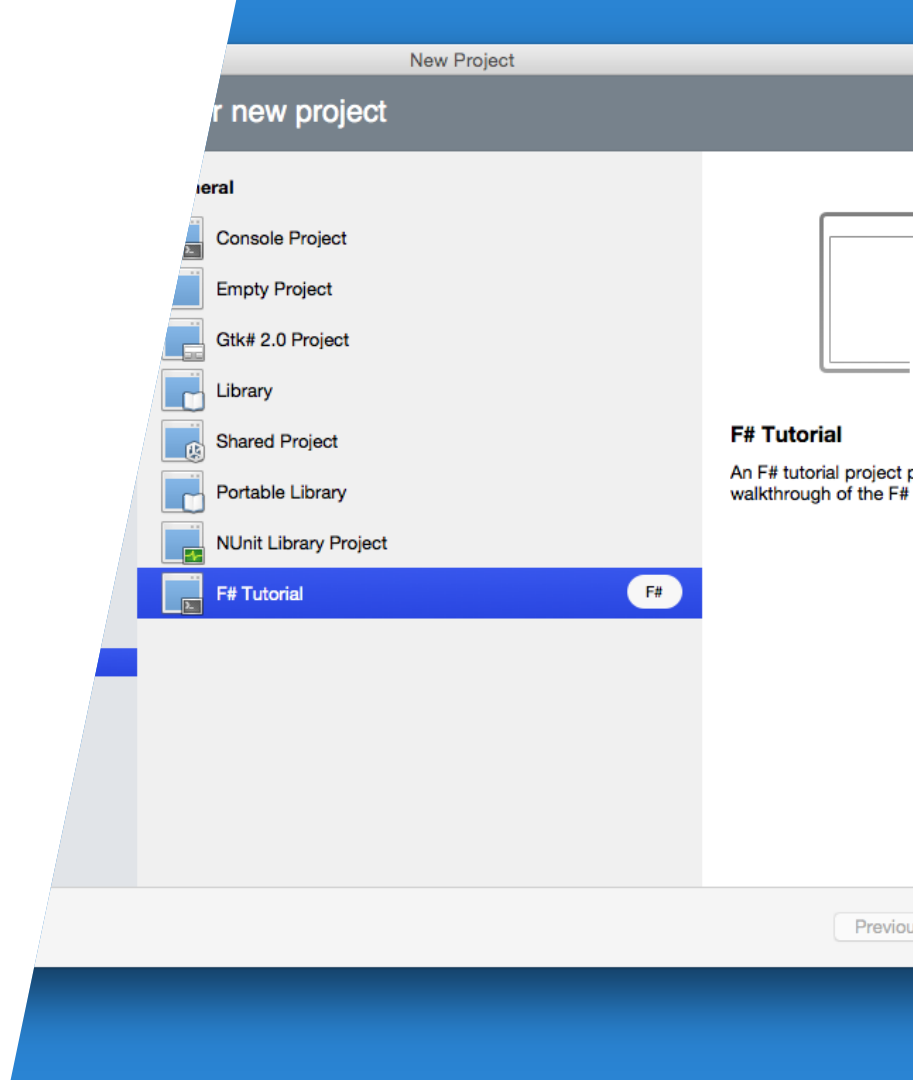 New Project
r new project
neral
Console Project
Empty Project
Gtk# 2.0 Project
Library
Shared Project
Portable Library
NUnit Library Project
F# Tutorial
F#
F# Tutorial
An F# tutorial project p
walkthrough of the F#
Previou